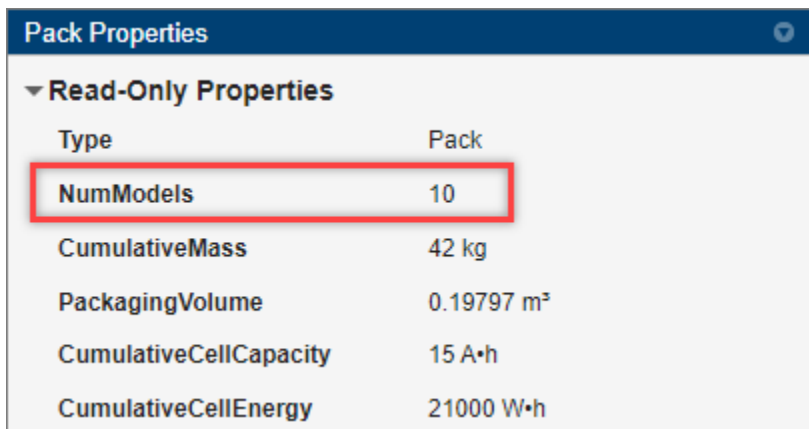 Pack Properties
Read-Only Properties
Type Pack
NumModels 10
CumulativeMass 42 kg
PackagingVolume 0.19797 m³
CumulativeCellCapacity 15 A•h
CumulativeCellEnergy 21000 W•h